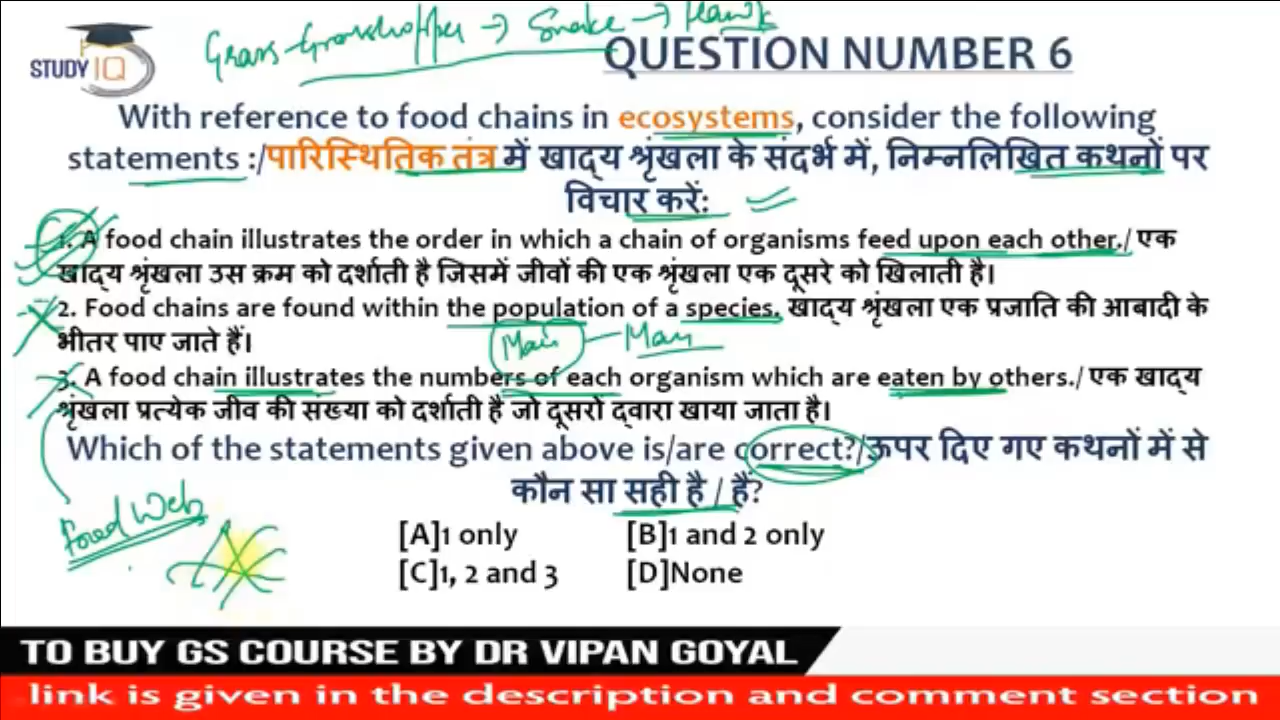 Grass-Grasshopper → Snake → Hawk
STUDY IQ
QUESTION NUMBER 6
With reference to food chains in ecosystems, consider the following
statements :/पारिस्थितिक तंत्र में खाद्य श्रृंखला के संदर्भ में, निम्नलिखित कथनों पर
विचार करें:
1. A food chain illustrates the order in which a chain of organisms feed upon each other./ एक
खाद्य श्रृंखला उस क्रम को दर्शाती है जिसमें जीवों की एक श्रृंखला एक दूसरे को खिलाती है।
2. Food chains are found within the population of a species. खाद्य श्रृंखला एक प्रजाति की आबादी के
भीतर पाए जाते हैं।
Man - Man
3. A food chain illustrates the numbers of each organism which are eaten by others./ एक खाद्य
श्रृंखला प्रत्येक जीव की संख्या को दर्शाती है जो दूसरों द्वारा खाया जाता है।
Which of the statements given above is/are correct?/ऊपर दिए गए कथनों में से
कौन सा सही है / हैं?
Food Web
[A]1 only [B]1 and 2 only
[C]1, 2 and 3 [D]None
TO BUY GS COURSE BY DR VIPAN GOYAL
link is given in the description and comment section